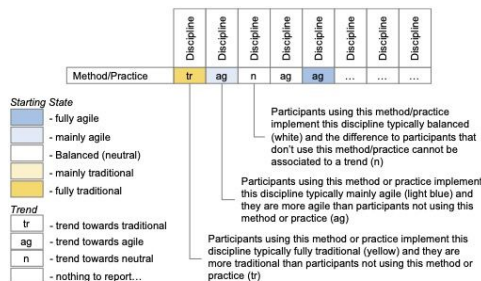 Discipline Discipline Discipline Discipline Discipline Discipline Discipline Discipline
Method/Practice tr ag n ag ag ... ... ...
Starting State
- fully agile
- mainly agile
- Balanced (neutral)
- mainly traditional
- fully traditional
Trend
tr - trend towards traditional
ag - trend towards agile
n - trend towards neutral
- nothing to report...
Participants using this method/practice
implement this discipline typically balanced
(white) and the difference to participants that
don't use this method/practice cannot be
associated to a trend (n)
Participants using this method or practice implement
this discipline typically mainly agile (light blue) and
they are more agile than participants not using this
method or practice (ag)
Participants using this method or practice implement this
discipline typically fully traditional (yellow) and they are
more traditional than participants not using this method or
practice (tr)